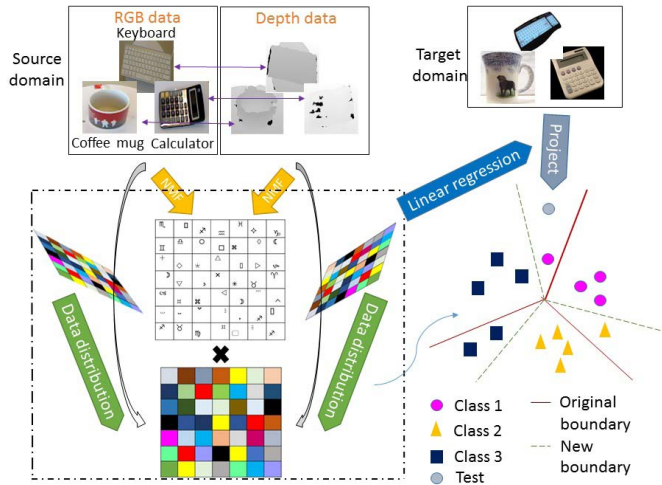 RGB data
Depth data
Keyboard
Source
domain
Coffee mug
Calculator
Target
domain
NMF
NMF
Linear regression
Project
Data distribution
Data distribution
Class 1
Class 2
Class 3
Test
Original
boundary
New
boundary